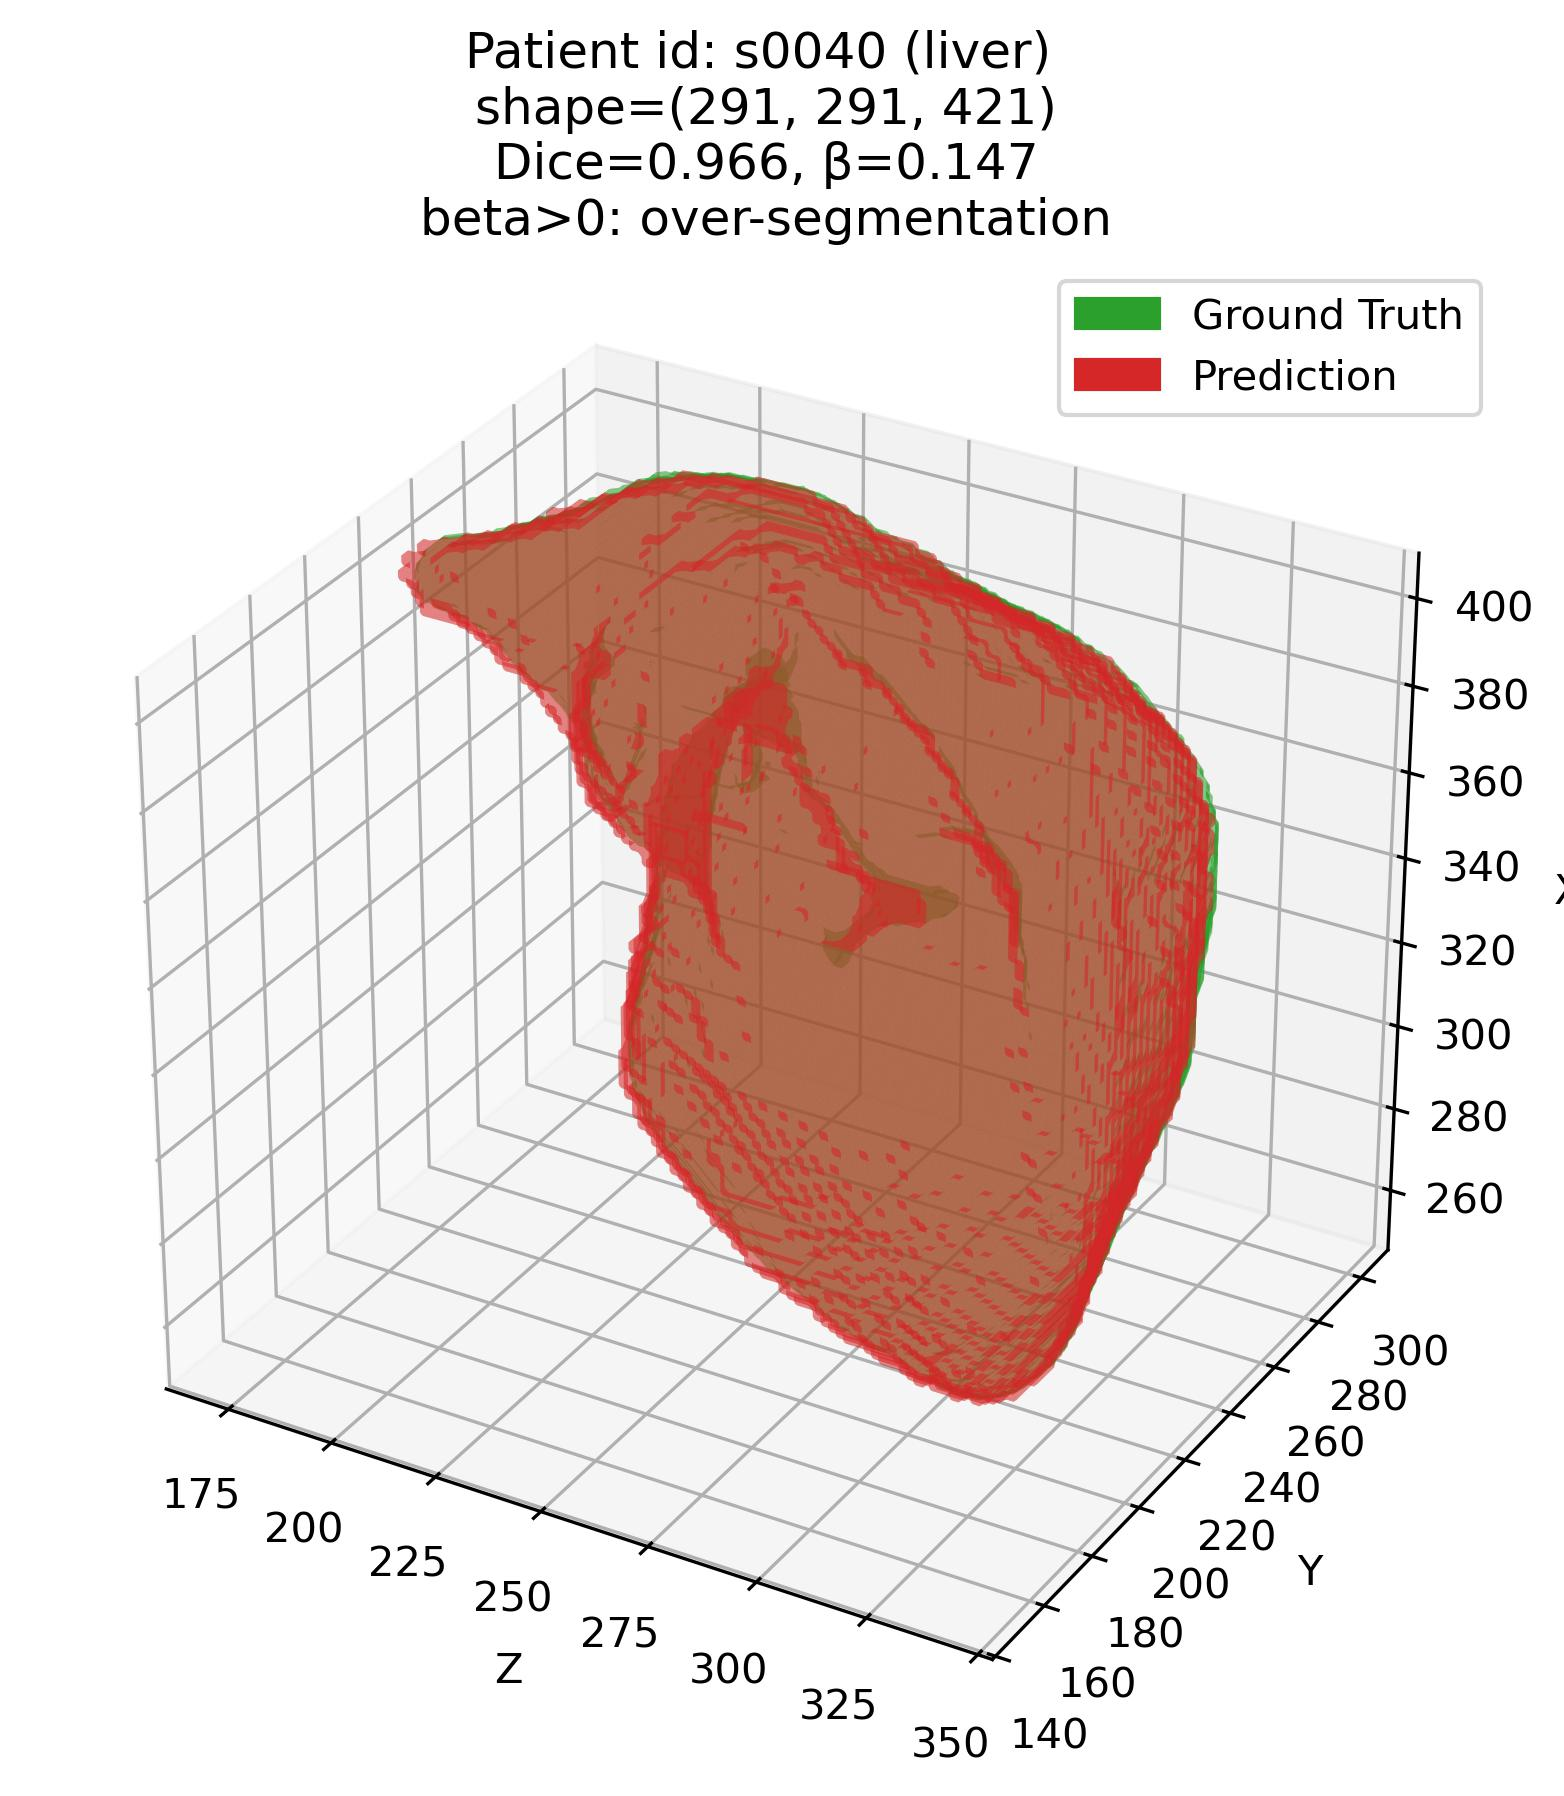 Patient id: s0040 (liver)
shape=(291, 291, 421)
Dice=0.966, β=0.147
beta>0: over-segmentation
Ground Truth
Prediction
400
380
360
340
X
320
300
280
260
300
280
260
240
220
Y
200
180
160
140
175
200
225
250
Z
275
300
325
350